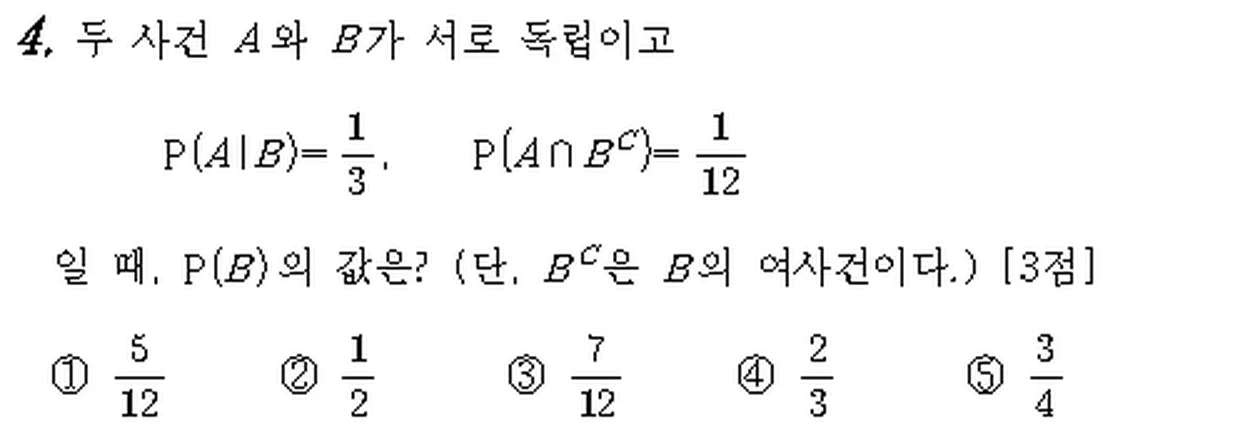 4. 두 사건 A와 B가 서로 독립이고
P(A|B)=1/3, P(A∩B^C)=1/12
일 때, P(B)의 값은? (단, B^C은 B의 여사건이다.) [3점]
① 5/12 ② 1/2 ③ 7/12 ④ 2/3 ⑤ 3/4